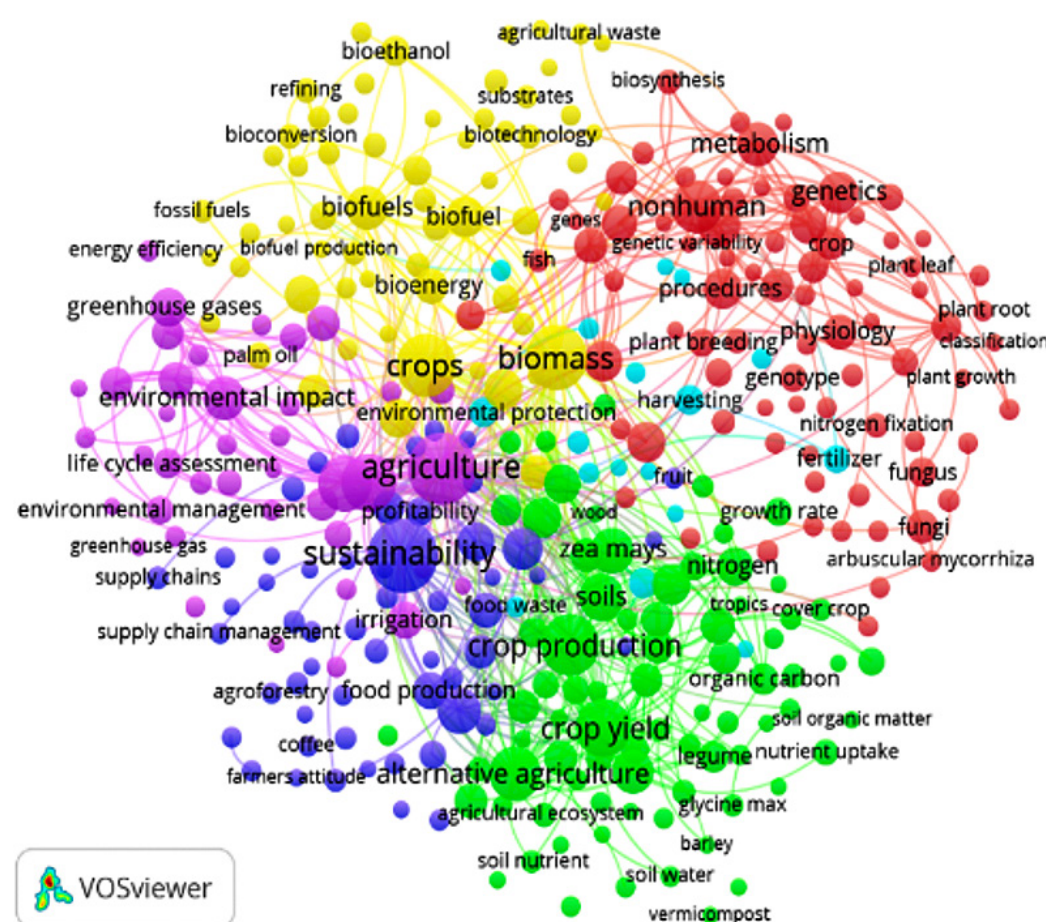 agricultural waste
bioethanol
biosynthesis
refining
substrates
bioconversion
biotechnology
metabolism
genetics
biofuels
biofuel
nonhuman
fossil fuels
genes
energy efficiency
biofuel production
genetic variability
crop
fish
plant leaf
bioenergy
procedures
greenhouse gases
plant root
physiology
plant breeding
classification
palm oil
crops
biomass
genotype
plant growth
environmental impact
harvesting
environmental protection
nitrogen fixation
life cycle assessment
agriculture
fertilizer
fungus
fruit
environmental management
profitability
wood
growth rate
fungi
greenhouse gas
sustainability
zea mays
nitrogen
arbuscular mycorrhiza
supply chains
soils
food waste
tropics
cover crop
irrigation
supply chain management
crop production
organic carbon
agroforestry
food production
soil organic matter
crop yield
coffee
legume
nutrient uptake
farmers attitude
alternative agriculture
glycine max
agricultural ecosystem
barley
soil nutrient
soil water
VOSviewer
vermicompost